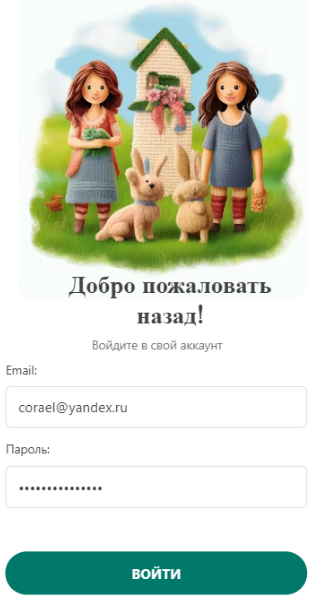 Добро пожаловать
назад!
Войдите в свой аккаунт
Email:
corael@yandex.ru
Пароль:
•••••••••••••••
ВОЙТИ